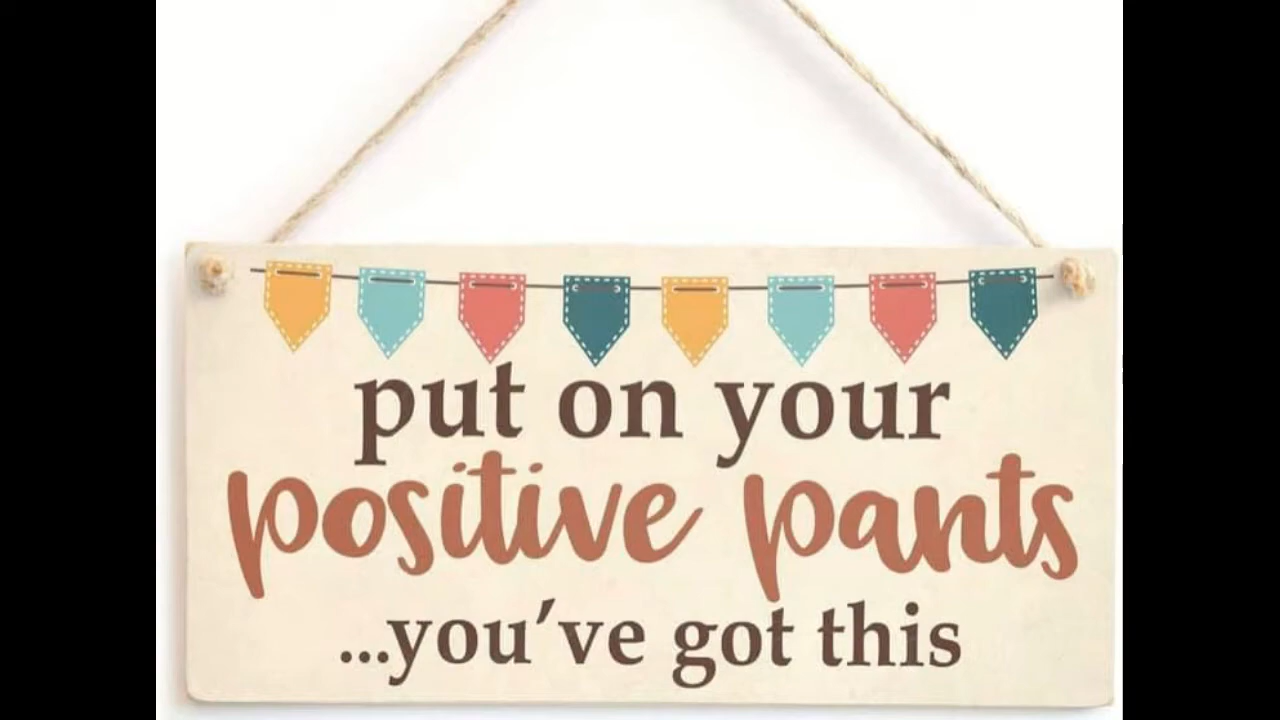 put on your
positive pants
...you’ve got this